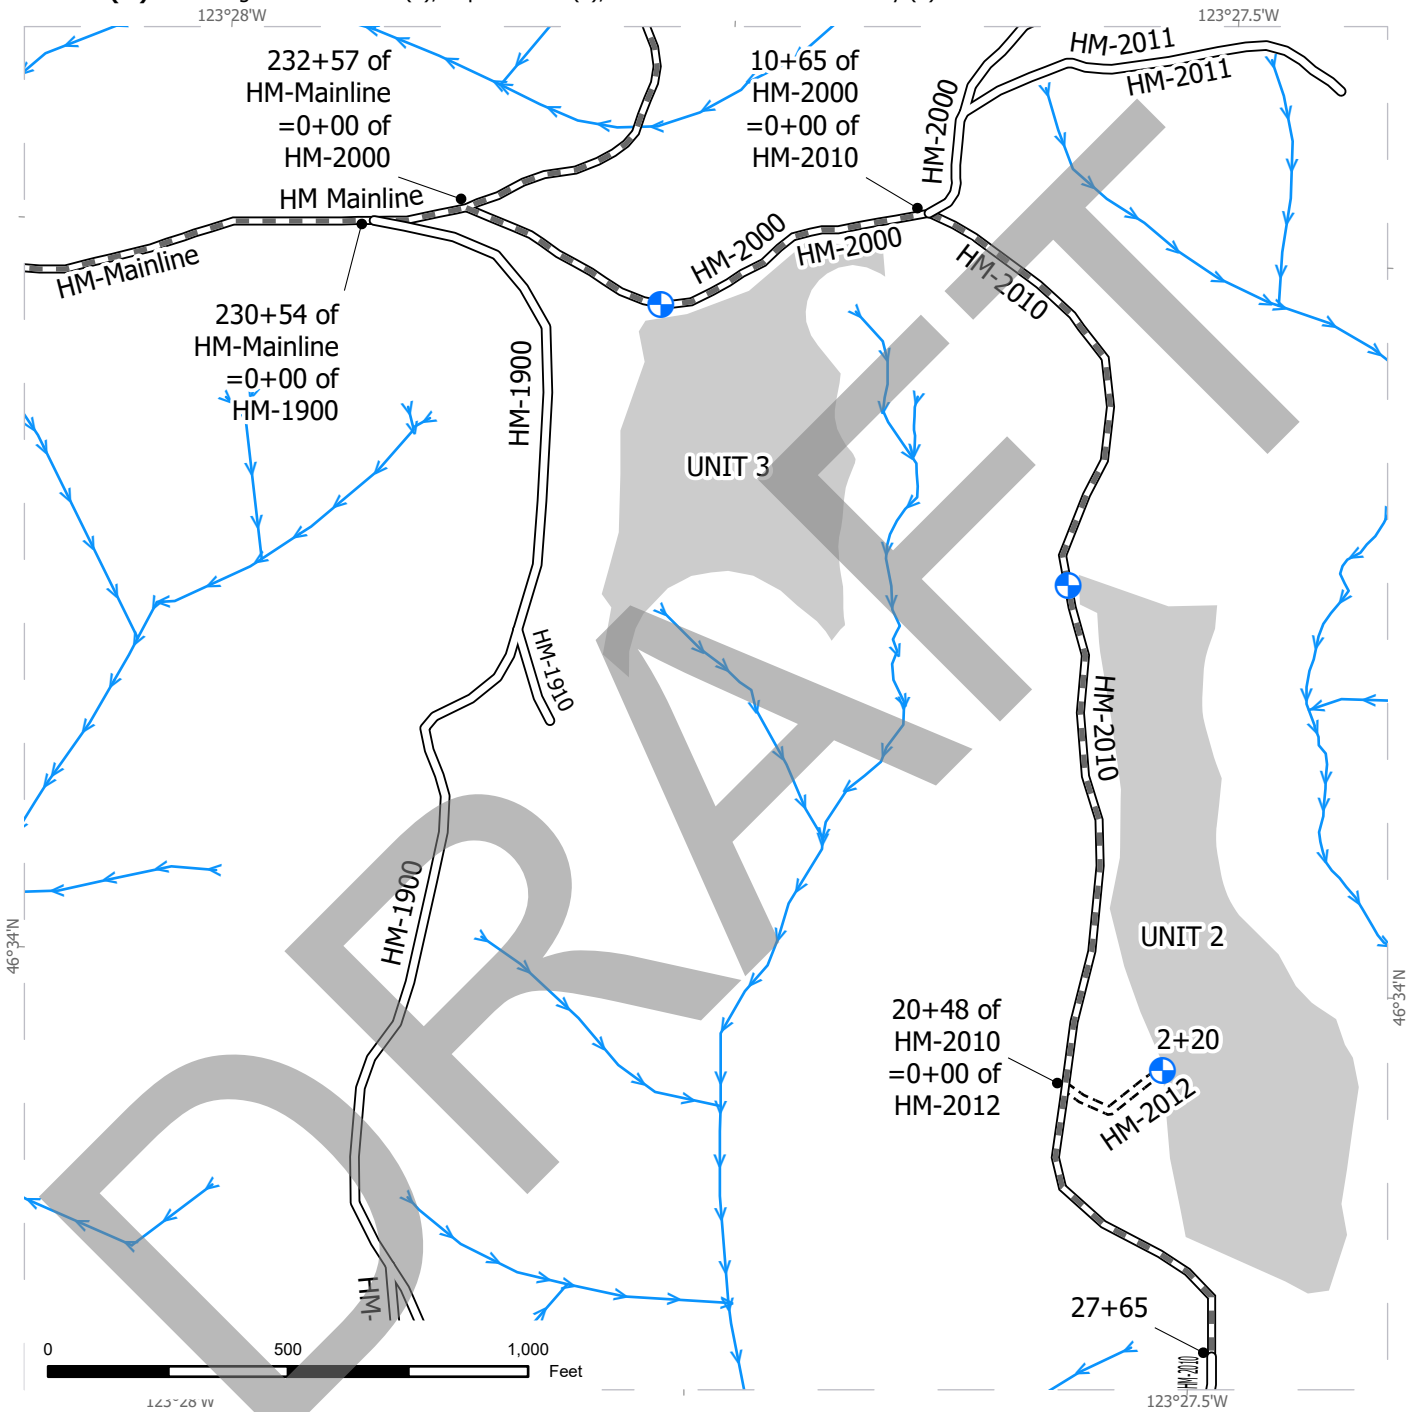 123°28'W
123°27.5'W
232+57 of
HM-Mainline
=0+00 of
HM-2000
10+65 of
HM-2000
=0+00 of
HM-2010
HM-2011
HM-2011
HM-2000
HM Mainline
HM-Mainline
HM-2000
HM-2000
HM-2010
230+54 of
HM-Mainline
=0+00 of
HM-1900
HM-1900
UNIT 3
HM-1910
HM-2010
HM-1900
UNIT 2
46°34'N
46°34'N
20+48 of
HM-2010
=0+00 of
HM-2012
2+20
HM-2012
HM-
27+65
HM-2010
0 500 1,000
Feet
123°28'W
123°27.5'W
DRAFT